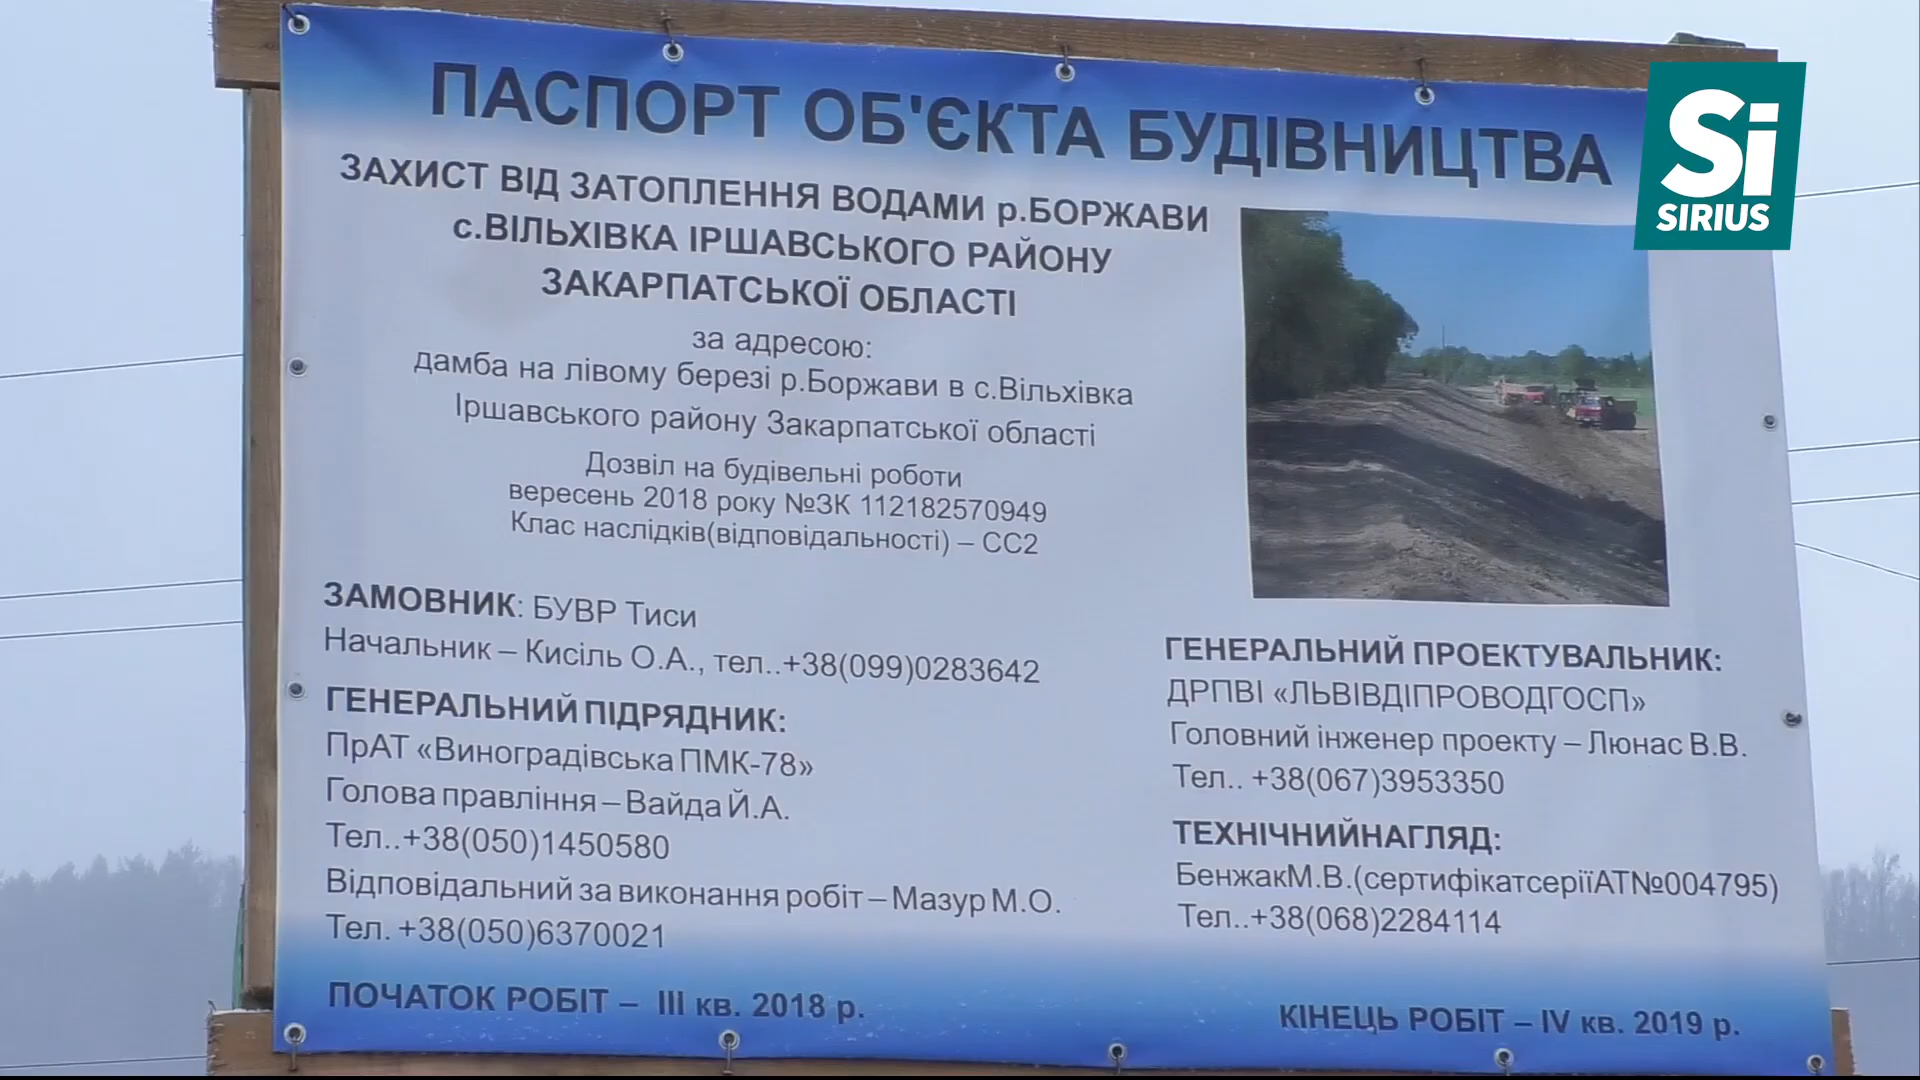 ПАСПОРТ ОБ'ЄКТА БУДІВНИЦТВА
ЗАХИСТ ВІД ЗАТОПЛЕННЯ ВОДАМИ р.БОРЖАВИ
с.ВІЛЬХІВКА ІРШАВСЬКОГО РАЙОНУ
ЗАКАРПАТСЬКОЇ ОБЛАСТІ
за адресою:
дамба на лівому березі р.Боржави в с.Вільхівка
Іршавського району Закарпатської області
Дозвіл на будівельні роботи
вересень 2018 року №ЗК 112182570949
Клас наслідків(відповідальності) – СС2
ЗАМОВНИК: БУВР Тиси
Начальник – Кисіль О.А., тел..+38(099)0283642
ГЕНЕРАЛЬНИЙ ПІДРЯДНИК:
ПрАТ «Виноградівська ПМК-78»
Голова правління – Вайда Й.А.
Тел..+38(050)1450580
Відповідальний за виконання робіт – Мазур М.О.
Тел. +38(050)6370021
ПОЧАТОК РОБІТ – ІІІ кв. 2018 р.
ГЕНЕРАЛЬНИЙ ПРОЕКТУВАЛЬНИК:
ДРПВІ «ЛЬВІВДІПРОВОДГОСП»
Головний інженер проекту – Люнас В.В.
Тел.. +38(067)3953350
ТЕХНІЧНИЙНАГЛЯД:
БенжакМ.В.(сертифікатсеріїАТ№004795)
Тел..+38(068)2284114
КІНЕЦЬ РОБІТ – IV кв. 2019 р.
Si
SIRIUS